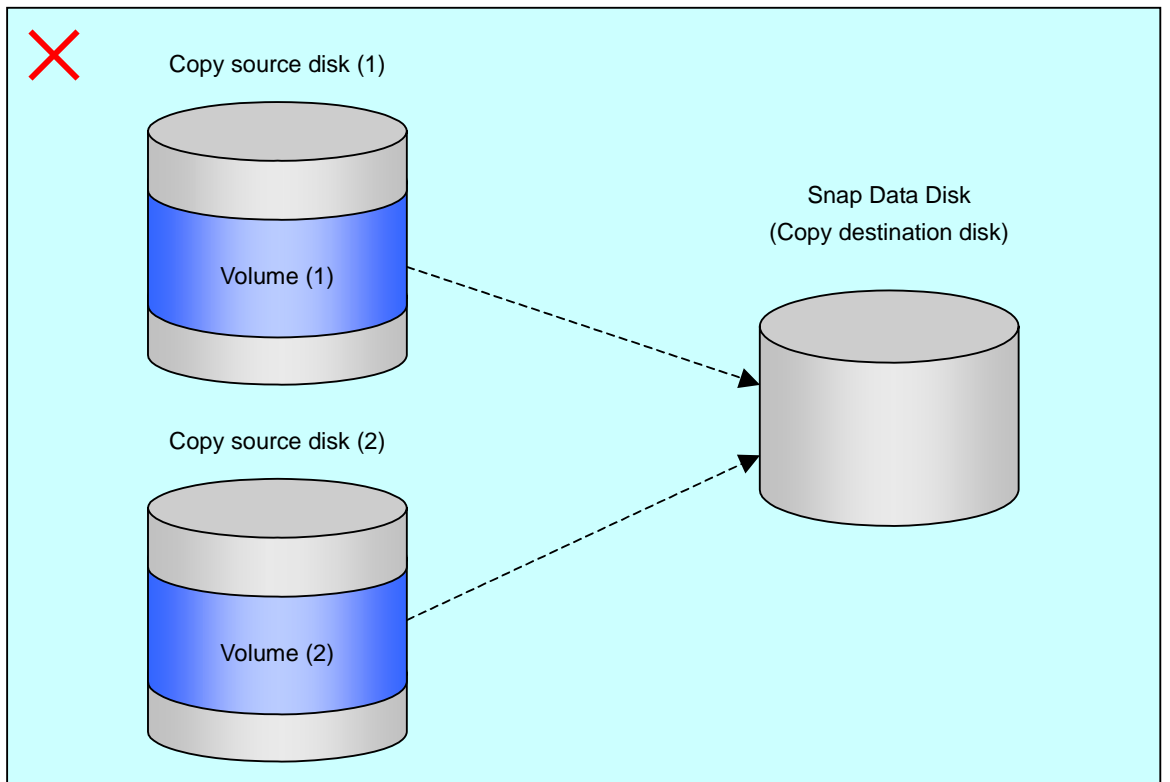 Copy source disk (1)
Volume (1)
Snap Data Disk
(Copy destination disk)
Copy source disk (2)
Volume (2)